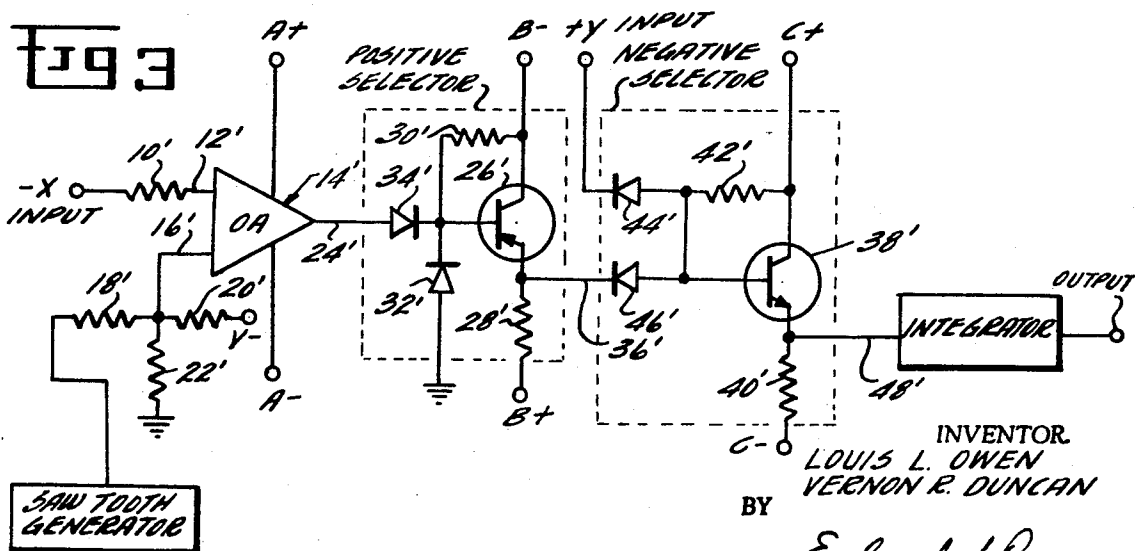 Fig 3
A+
POSITIVE
SELECTOR
B-
+Y INPUT
NEGATIVE
SELECTOR
C+
10'
12'
14'
30'
26'
42'
34'
44'
38'
-X
INPUT
OA
16'
24'
18'
20'
V-
22'
A-
32'
28'
B+
46'
36'
40'
C-
48'
INTEGRATOR
OUTPUT
SAW TOOTH
GENERATOR
INVENTOR
LOUIS L. OWEN
VERNON R. DUNCAN
BY